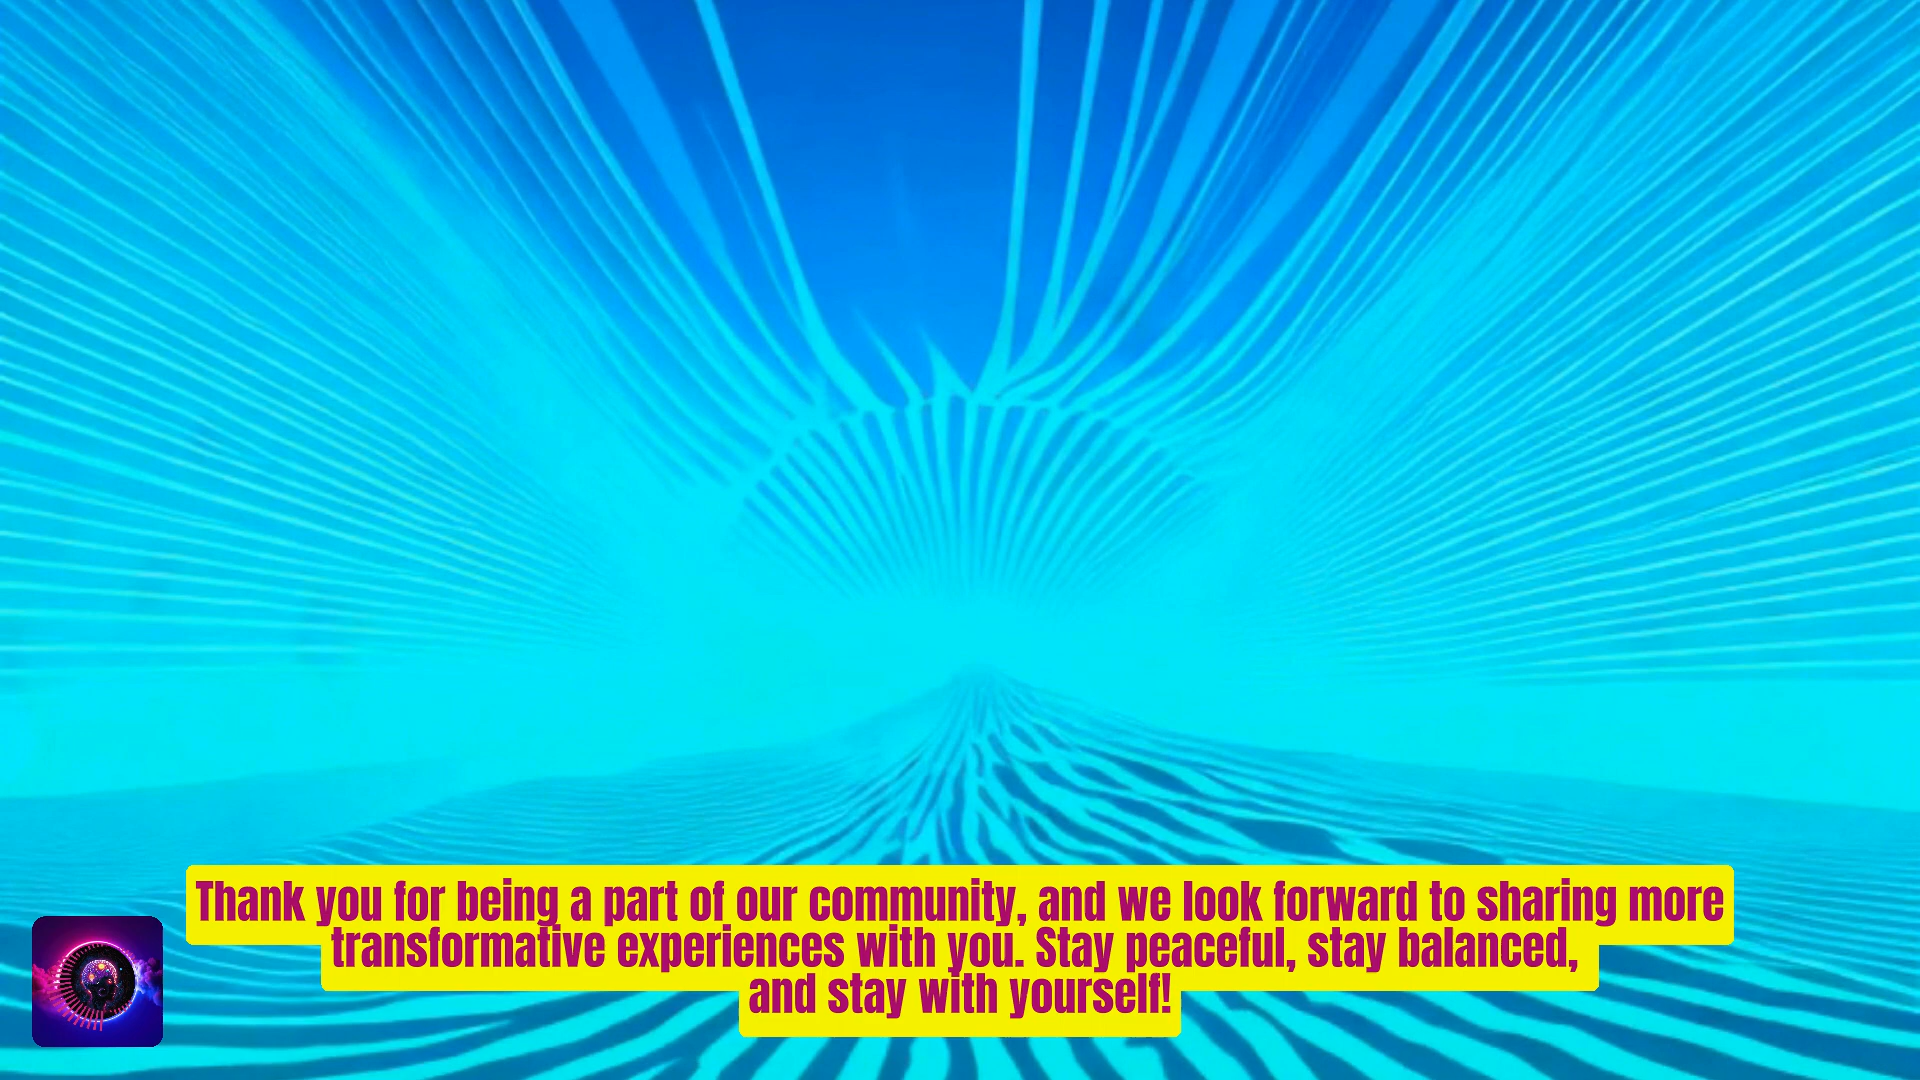 Thank you for being a part of our community, and we look forward to sharing more
transformative experiences with you. Stay peaceful, stay balanced,
and stay with yourself!